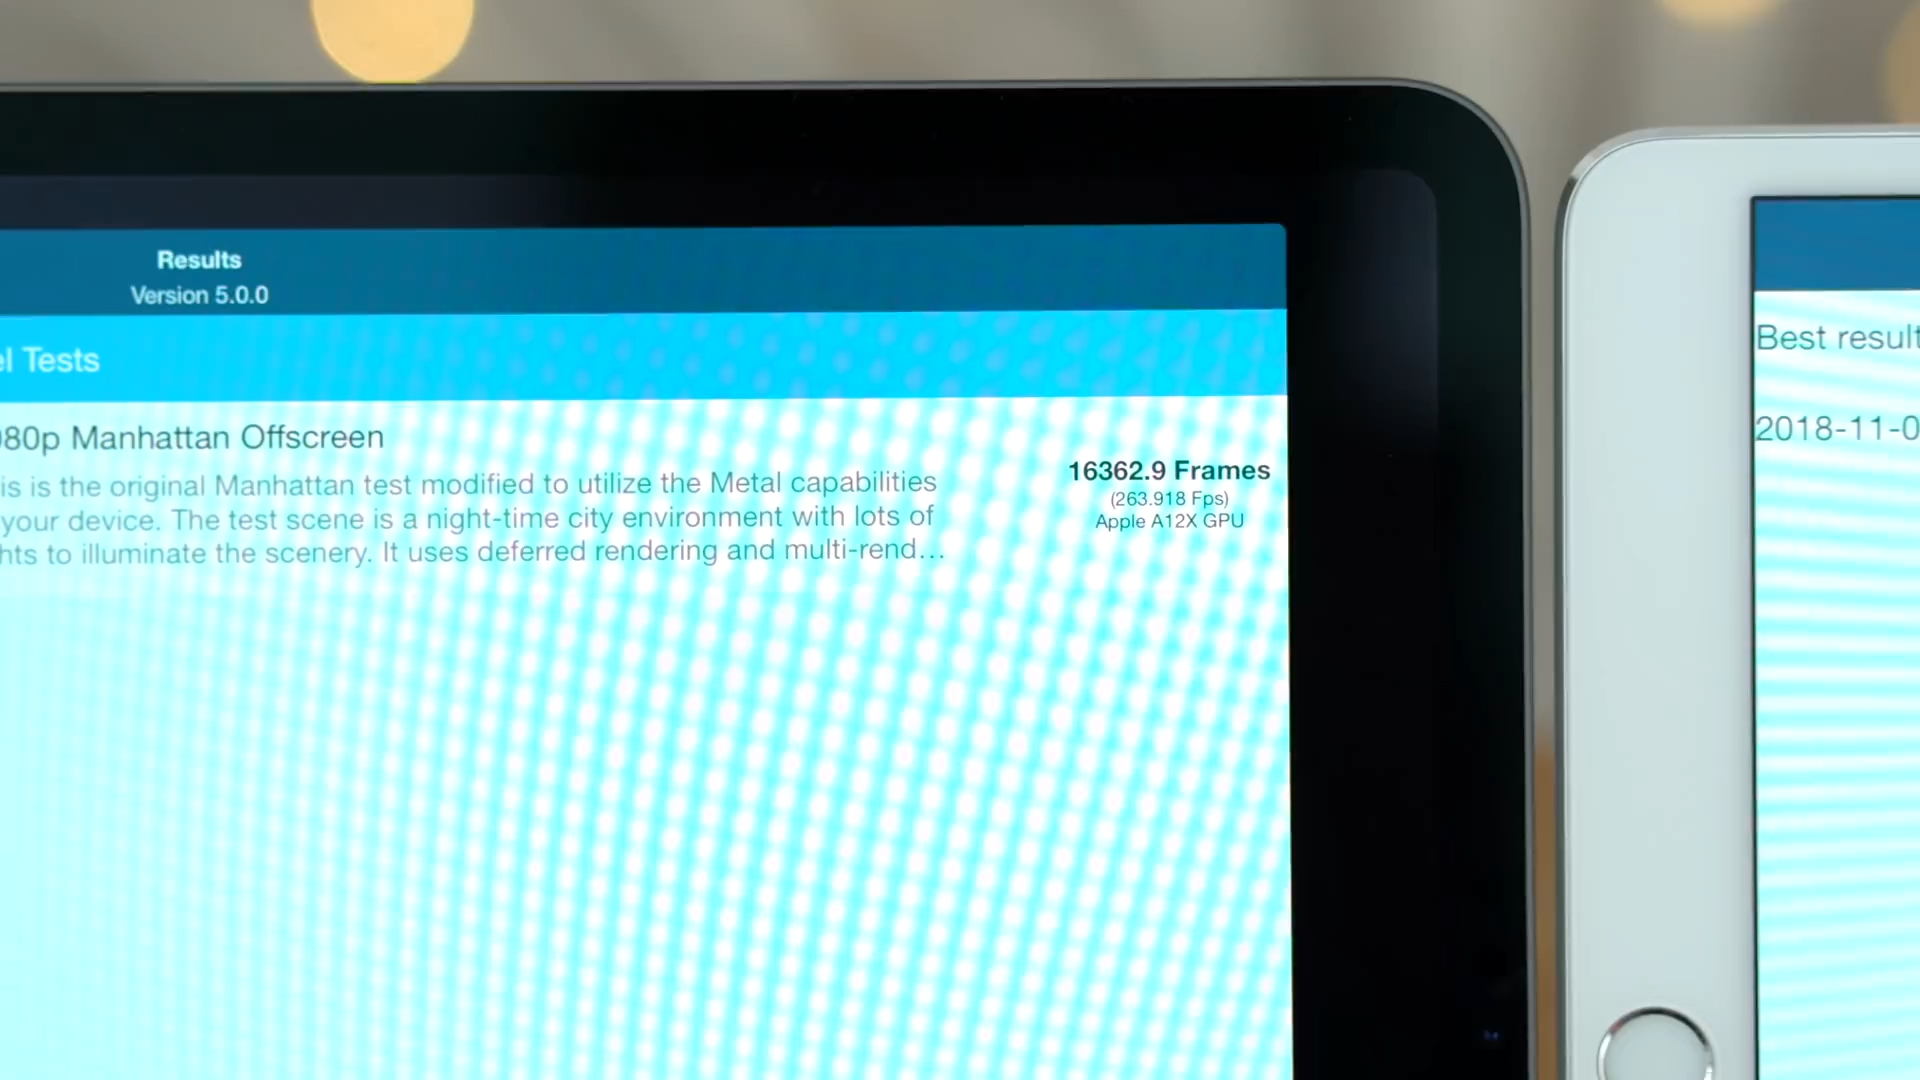 Results
Version 5.0.0
el Tests
080p Manhattan Offscreen
is is the original Manhattan test modified to utilize the Metal capabilities
your device. The test scene is a night-time city environment with lots of
hts to illuminate the scenery. It uses deferred rendering and multi-rend...
16362.9 Frames
(263.918 Fps)
Apple A12X GPU
Best result
2018-11-0